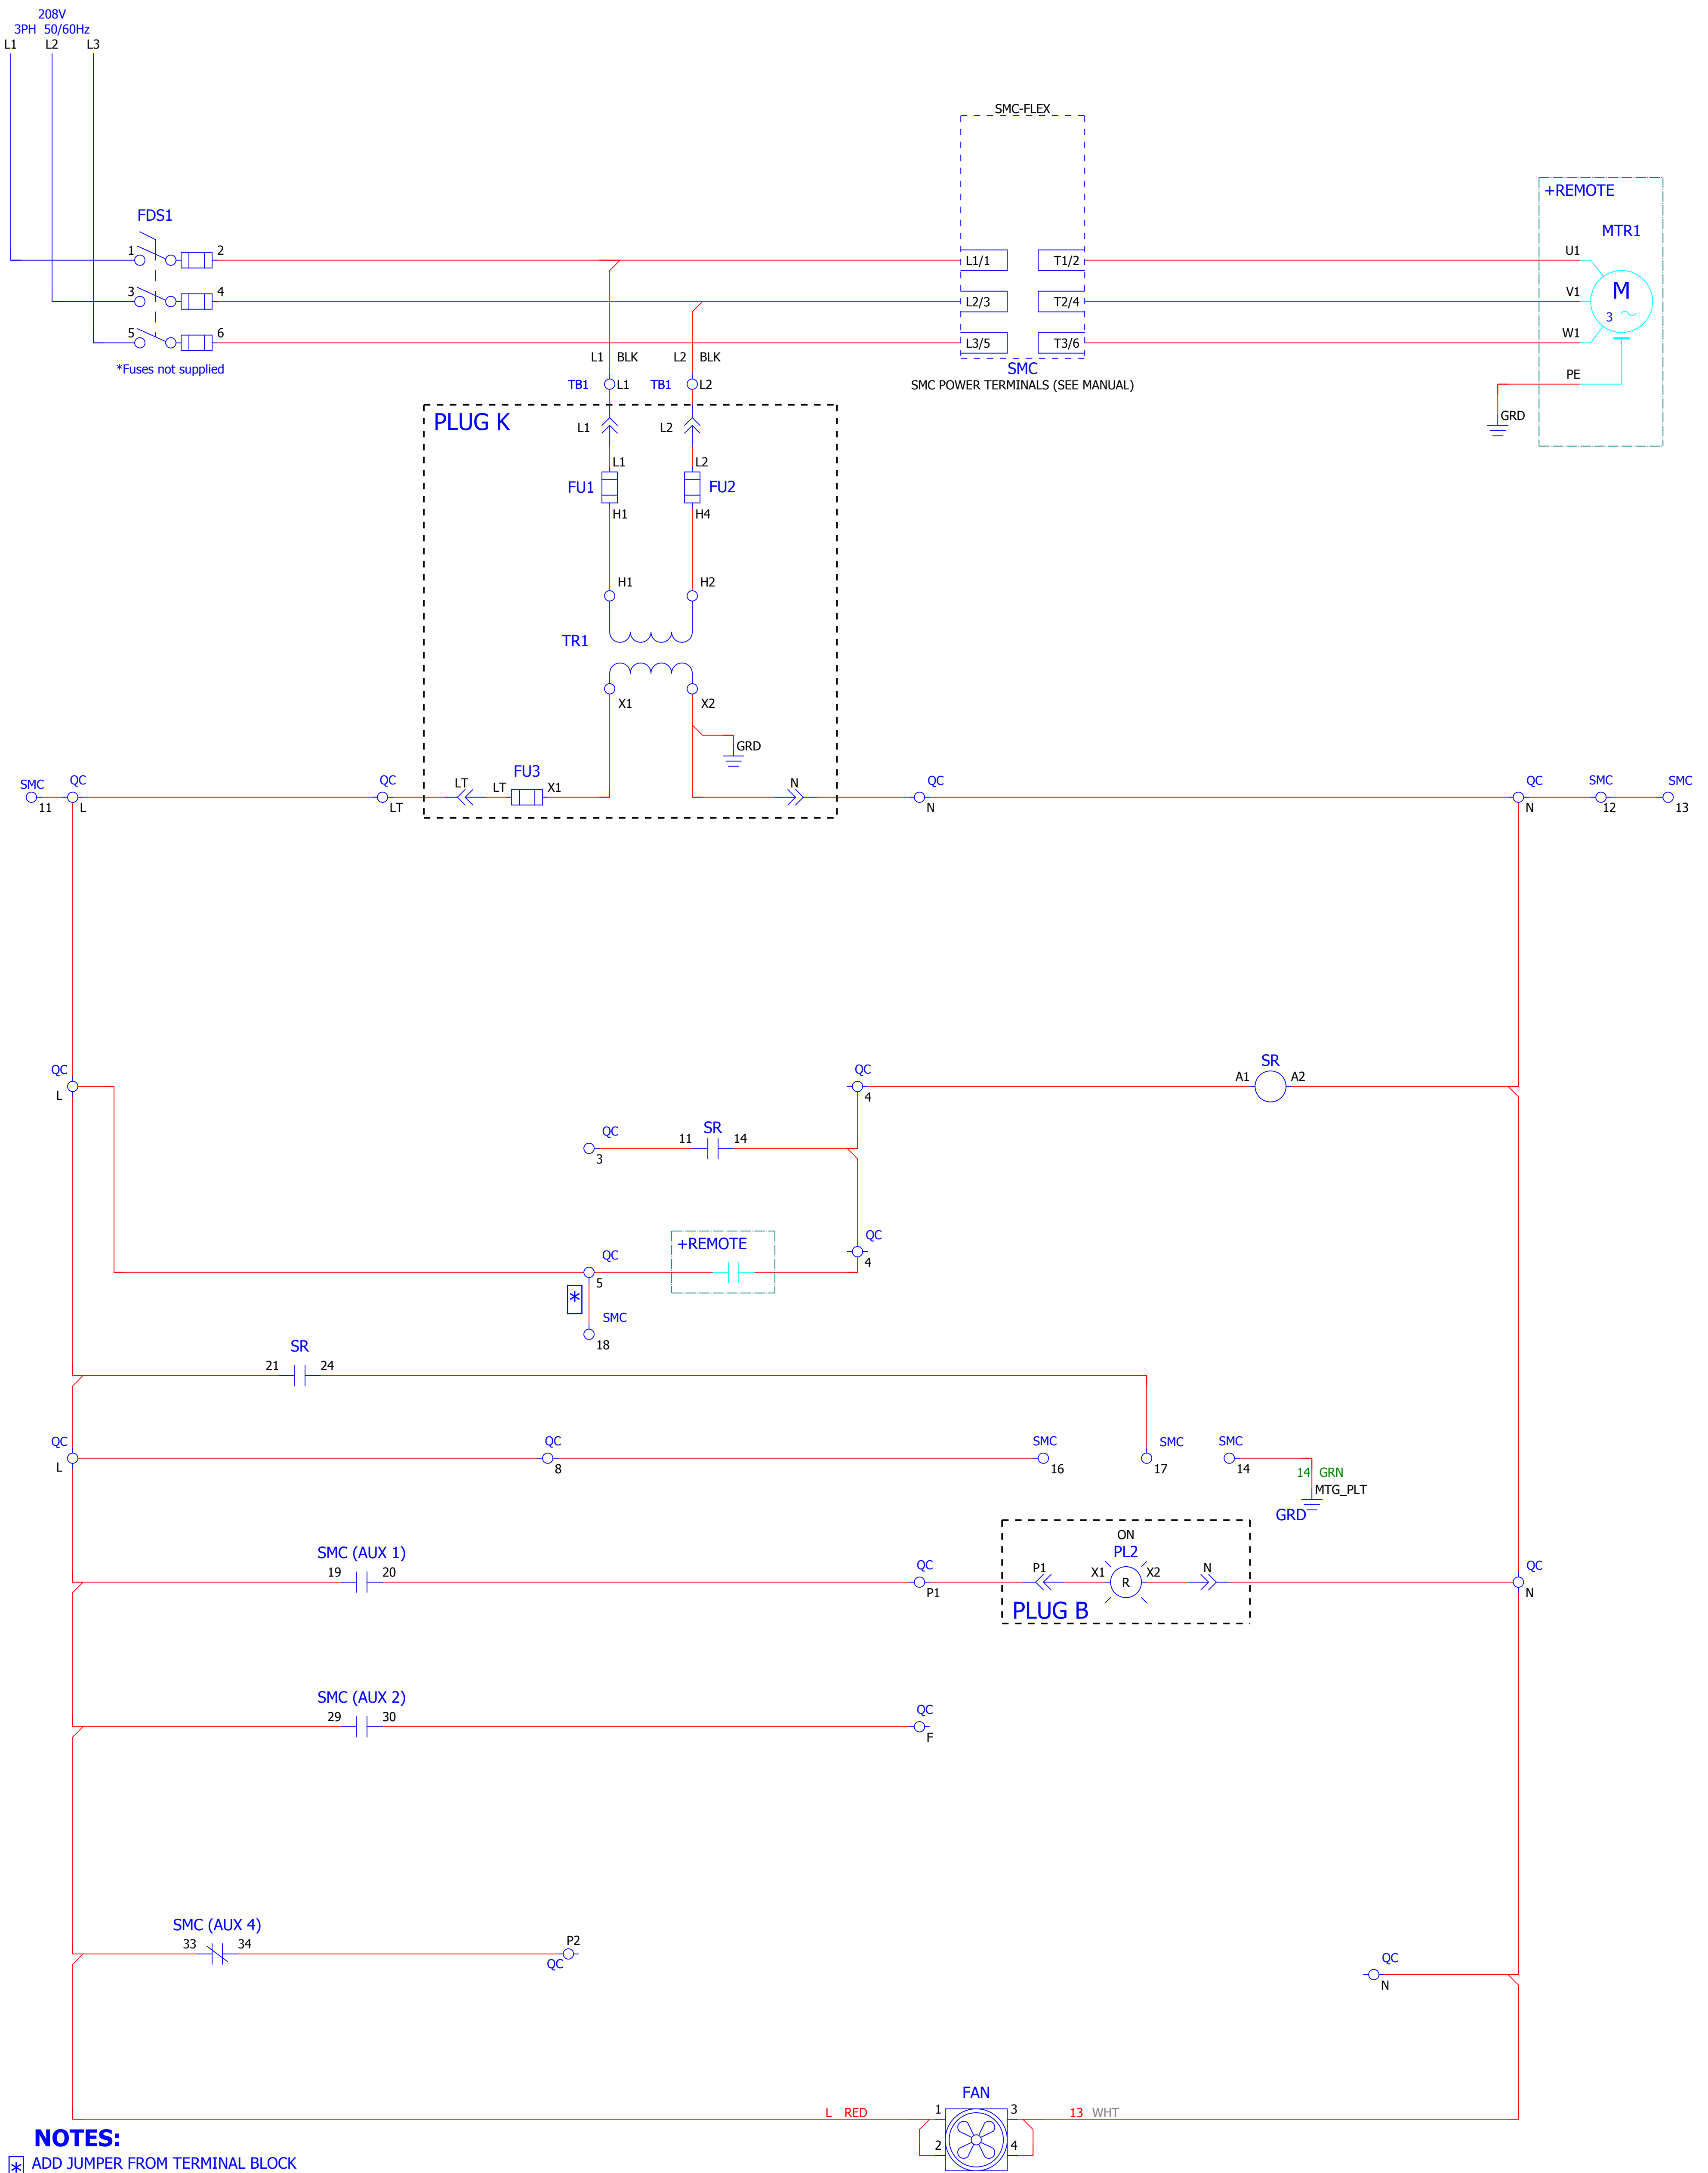 208V
3PH 50/60Hz
L1 L2 L3
SMC-FLEX
+REMOTE
FDS1
MTR1
1 2 L1/1 T1/2 U1
3 4 L2/3 T2/4 V1 M
3
5 6 L3/5 T3/6 W1
*Fuses not supplied
L1 BLK L2 BLK
SMC
TB1 L1 TB1 L2 SMC POWER TERMINALS (SEE MANUAL) PE
GRD
PLUG K
L1 L2
L1 L2
FU1 FU2
H1 H4
H1 H2
TR1
X1 X2
GRD
FU3
SMC QC QC LT LT X1 N QC QC SMC SMC
11 L LT N N 12 13
QC QC SR
L 4 A1 A2
QC SR
3 11 14
QC
4
+REMOTE
QC
5
*
SMC
18
SR
21 24
QC QC SMC SMC SMC
L 8 16 17 14
14 GRN
MTG_PLT
GRD
ON
SMC (AUX 1) PL2
19 20 QC P1 X1 R X2 N QC
P1 N
PLUG B
SMC (AUX 2)
29 30 QC
F
SMC (AUX 4)
33 34 P2
QC
QC
N
FAN
L RED 1 3 13 WHT
2 4
NOTES:
* ADD JUMPER FROM TERMINAL BLOCK